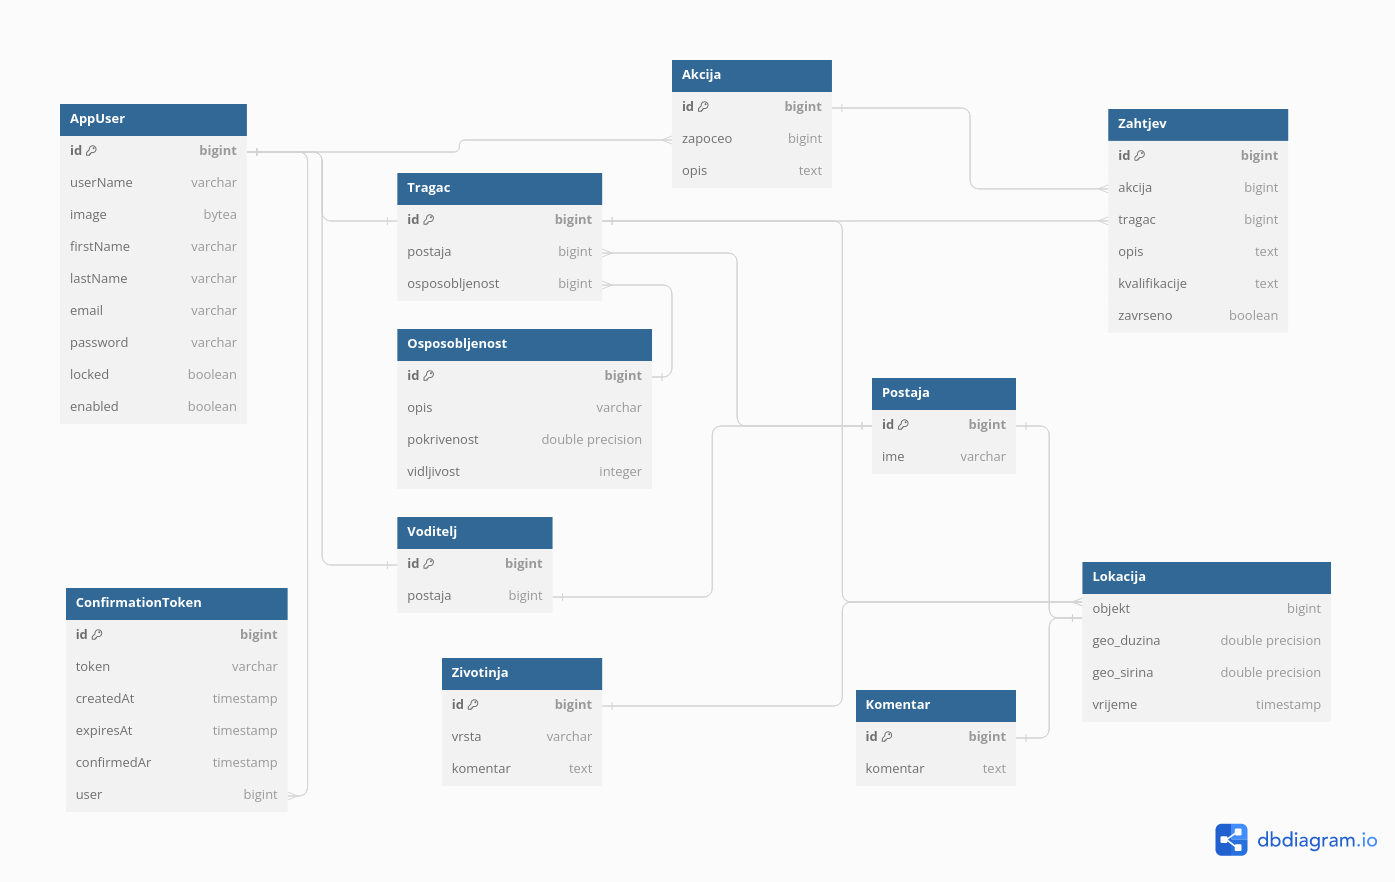 AppUser
id bigint
userName varchar
image bytea
firstName varchar
lastName varchar
email varchar
password varchar
locked boolean
enabled boolean
Akcija
id bigint
zapoceo bigint
opis text
Zahtjev
id bigint
akcija bigint
tragac bigint
opis text
kvalifikacije text
zavrseno boolean
Tragac
id bigint
postaja bigint
osposobljenost bigint
Osposobljenost
id bigint
opis varchar
pokrivenost double precision
vidljivost integer
Postaja
id bigint
ime varchar
Voditelj
id bigint
postaja bigint
Lokacija
objekt bigint
geo_duzina double precision
geo_sirina double precision
vrijeme timestamp
ConfirmationToken
id bigint
token varchar
createdAt timestamp
expiresAt timestamp
confirmedAr timestamp
user bigint
Zivotinja
id bigint
vrsta varchar
komentar text
Komentar
id bigint
komentar text
dbdiagram.io